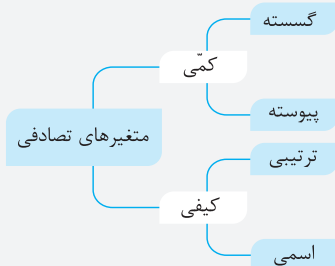 متغیرهای تصادفی
کمّی
گسسته
پیوسته
کیفی
ترتیبی
اسمی